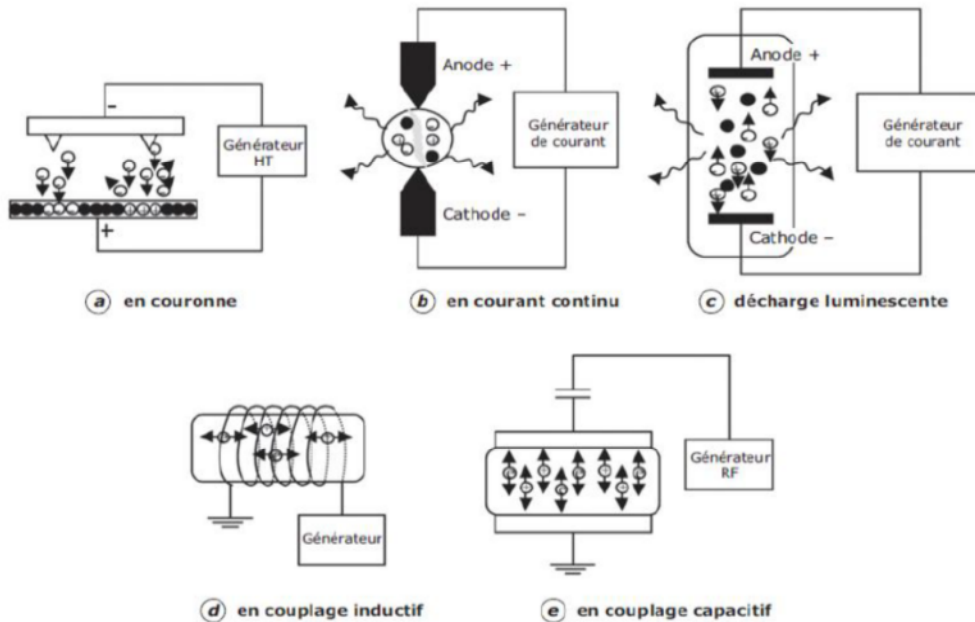 –
Générateur
HT
+
(a) en couronne
Anode +
Générateur
de courant
Cathode –
(b) en courant continu
Anode +
Générateur
de courant
Cathode –
(c) décharge luminescente
Générateur
(d) en couplage inductif
Générateur
RF
(e) en couplage capacitif